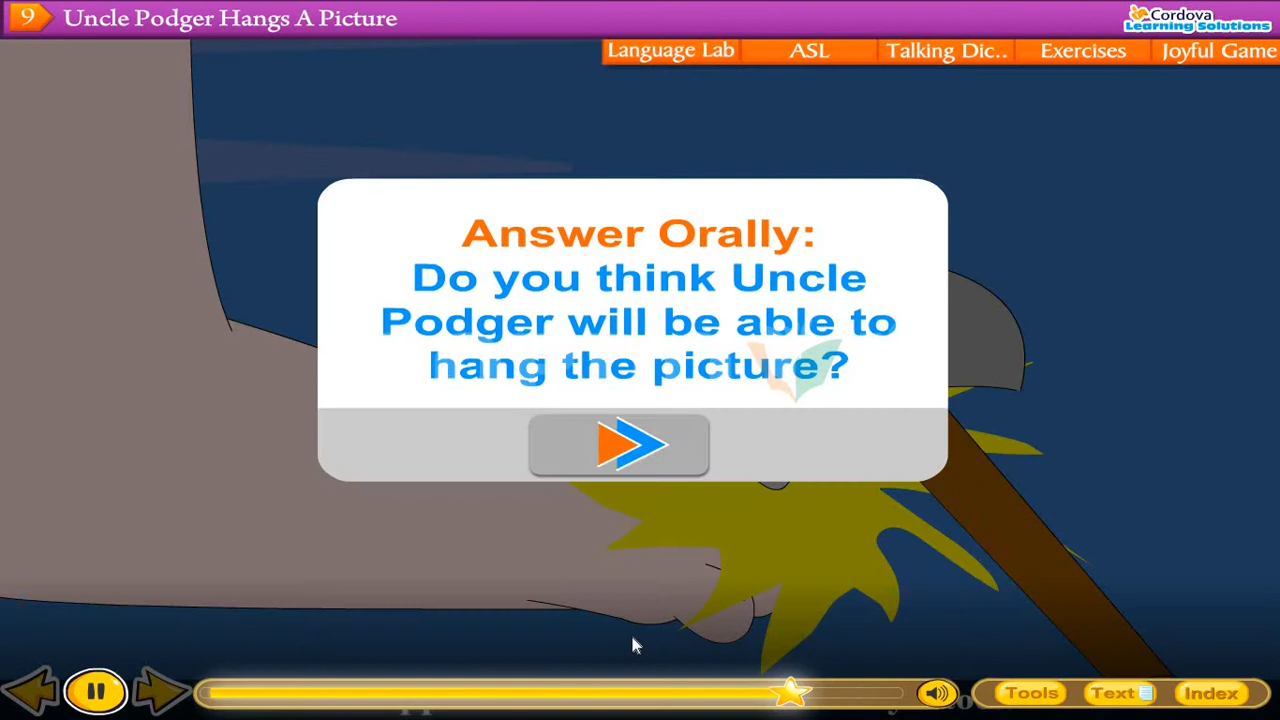 9 Uncle Podger Hangs A Picture
Cordova
Learning Solutions
Language Lab ASL Talking Dic.. Exercises Joyful Game
Answer Orally:
Do you think Uncle
Podger will be able to
hang the picture?
Tools Text Index